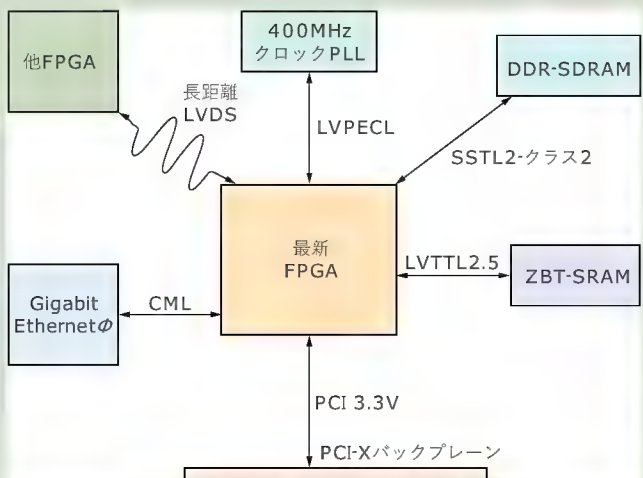 他FPGA
400MHz
クロックPLL
DDR-SDRAM
長距離
LVDS
LVPECL
SSTL2-クラス2
最新
FPGA
LVTTL2.5
ZBT-SRAM
Gigabit
EthernetΦ
CML
PCI 3.3V
PCI-Xバックプレーン